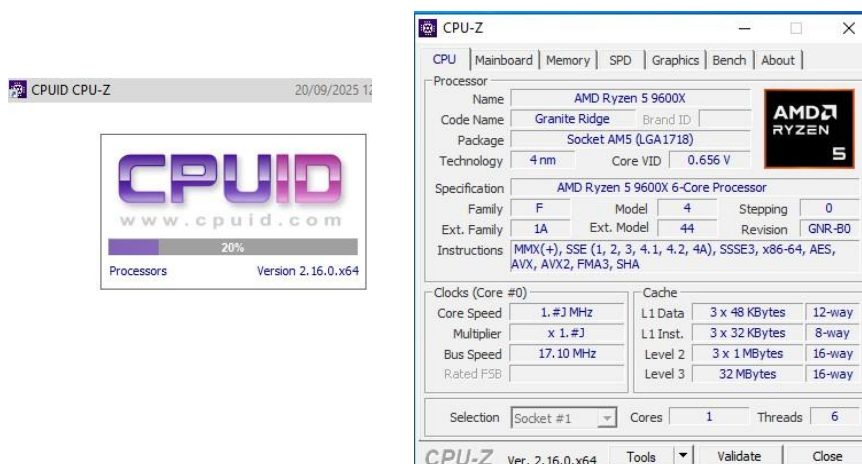 CPUID CPU-Z 20/09/2025 12
CPUID
www.cpuid.com
20%
Processors Version 2.16.0.x64
CPU-Z
CPU Mainboard Memory SPD Graphics Bench About
Processor
Name AMD Ryzen 5 9600X
Code Name Granite Ridge Brand ID
Package Socket AM5 (LGA1718)
Technology 4 nm Core VID 0.656 V
AMD RYZEN 5
Specification AMD Ryzen 5 9600X 6-Core Processor
Family F Model 4 Stepping 0
Ext. Family 1A Ext. Model 44 Revision GNR-B0
Instructions MMX(+), SSE (1, 2, 3, 4.1, 4.2, 4A), SSSE3, x86-64, AES,
AVX, AVX2, FMA3, SHA
Clocks (Core #0) Cache
Core Speed 1.#J MHz L1 Data 3 x 48 KBytes 12-way
Multiplier x 1.#J L1 Inst. 3 x 32 KBytes 8-way
Bus Speed 17.10 MHz Level 2 3 x 1 MBytes 16-way
Rated FSB Level 3 32 MBytes 16-way
Selection Socket #1 Cores 1 Threads 6
CPU-Z Ver. 2.16.0.x64 Tools Validate Close